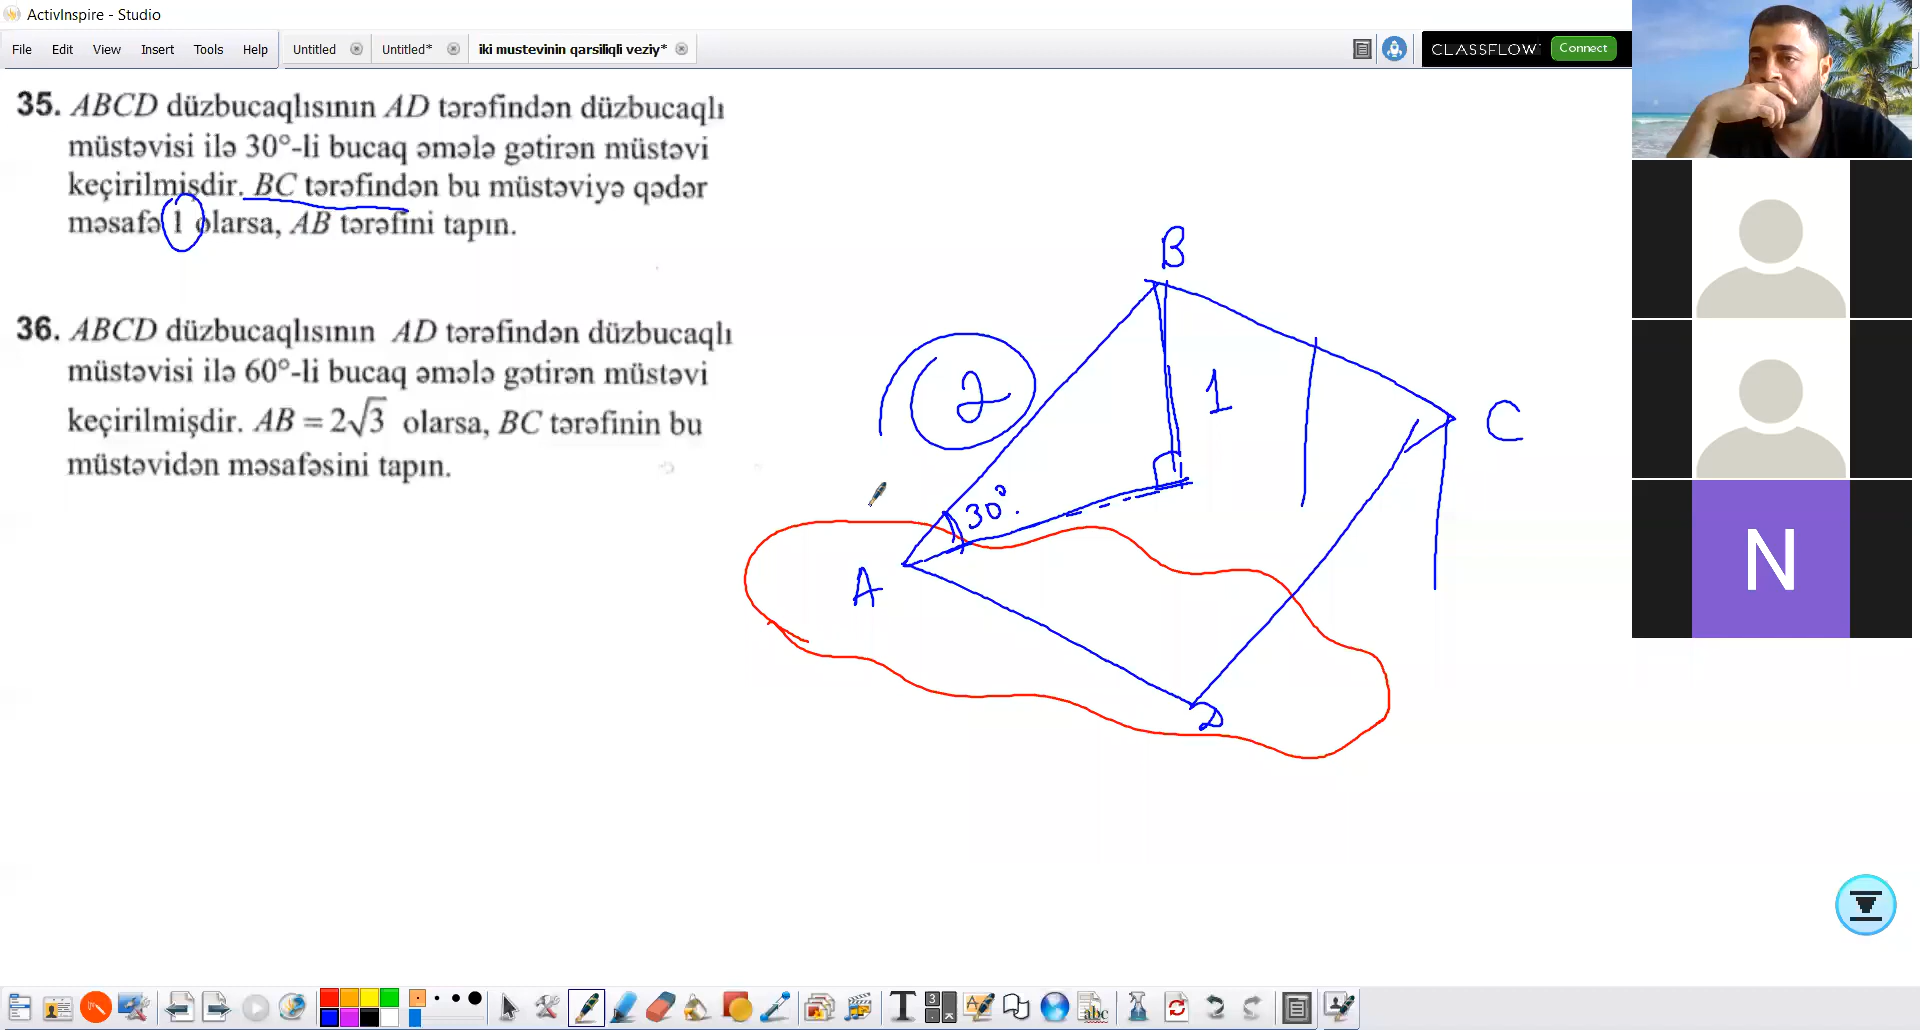 ActivInspire - Studio
File Edit View Insert Tools Help
Untitled Untitled* iki mustevinin qarsiliqli veziy*
CLASSFLOW Connect
35. ABCD düzbucaqlısının AD tərəfindən düzbucaqlı
müstəvisi ilə 30°-li bucaq əmələ gətirən müstəvi
keçirilmişdir. BC tərəfindən bu müstəviyə qədər
məsafə 1 olarsa, AB tərəfini tapın.
36. ABCD düzbucaqlısının AD tərəfindən düzbucaqlı
müstəvisi ilə 60°-li bucaq əmələ gətirən müstəvi
keçirilmişdir. AB = 2√3 olarsa, BC tərəfinin bu
müstəvidən məsafəsini tapın.
B
2
1
C
30°.
A
D
N